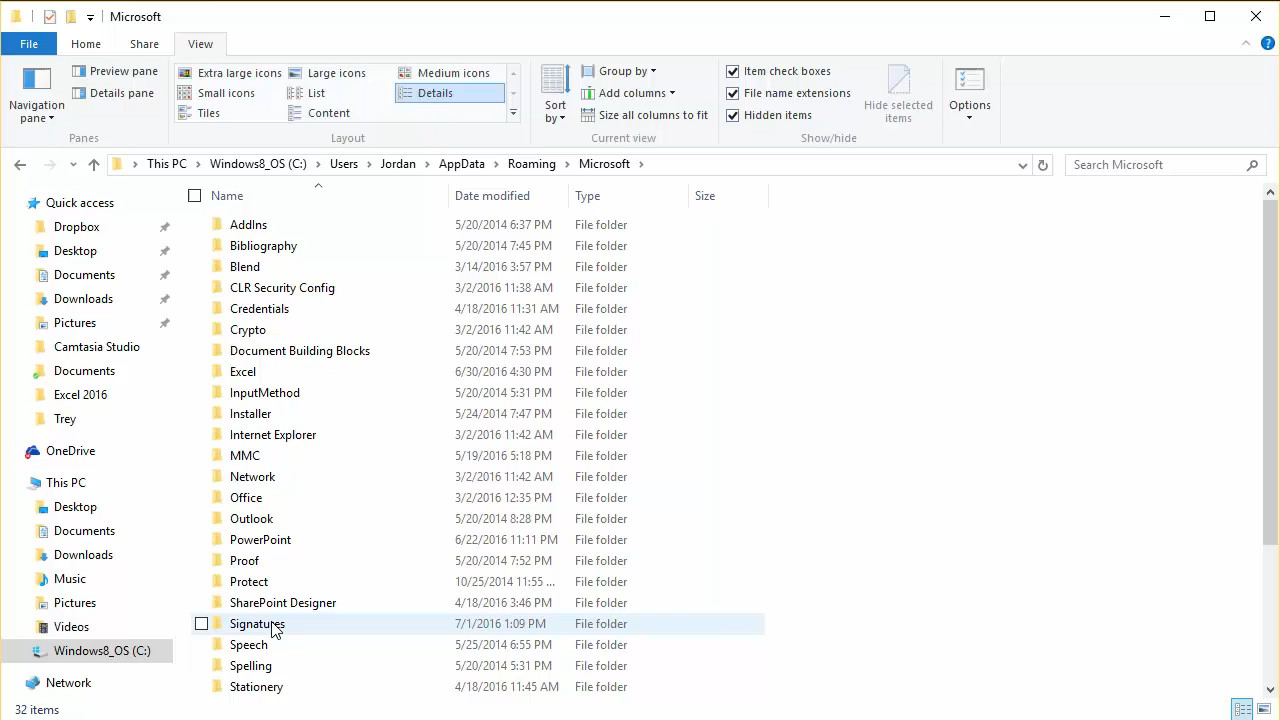 Microsoft
File Home Share View
Navigation pane
Preview pane
Details pane
Panes
Extra large icons Large icons Medium icons
Small icons List Details
Tiles Content
Layout
Sort by
Group by
Add columns
Size all columns to fit
Current view
Item check boxes
File name extensions
Hidden items
Hide selected items
Show/hide
Options
This PC Windows8_OS (C:) Users Jordan AppData Roaming Microsoft
Search Microsoft
Quick access
Dropbox
Desktop
Documents
Downloads
Pictures
Camtasia Studio
Documents
Excel 2016
Trey
OneDrive
This PC
Desktop
Documents
Downloads
Music
Pictures
Videos
Windows8_OS (C:)
Network
Name Date modified Type Size
AddIns 5/20/2014 6:37 PM File folder
Bibliography 5/20/2014 7:45 PM File folder
Blend 3/14/2016 3:57 PM File folder
CLR Security Config 3/2/2016 11:38 AM File folder
Credentials 4/18/2016 11:31 AM File folder
Crypto 3/2/2016 11:42 AM File folder
Document Building Blocks 5/20/2014 7:53 PM File folder
Excel 6/30/2016 4:30 PM File folder
InputMethod 5/20/2014 5:31 PM File folder
Installer 5/24/2014 7:47 PM File folder
Internet Explorer 3/2/2016 11:42 AM File folder
MMC 5/19/2016 5:18 PM File folder
Network 3/2/2016 11:42 AM File folder
Office 3/2/2016 12:35 PM File folder
Outlook 5/20/2014 8:28 PM File folder
PowerPoint 6/22/2016 11:11 PM File folder
Proof 5/20/2014 7:52 PM File folder
Protect 10/25/2014 11:55 ... File folder
SharePoint Designer 4/18/2016 3:46 PM File folder
Signatures 7/1/2016 1:09 PM File folder
Speech 5/25/2014 6:55 PM File folder
Spelling 5/20/2014 5:31 PM File folder
Stationery 4/18/2016 11:45 AM File folder
32 items